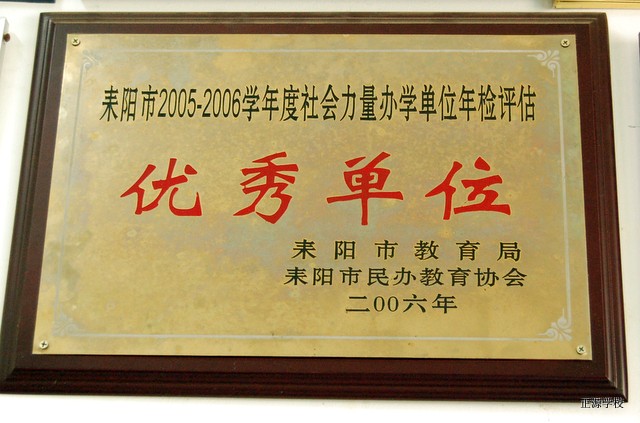 耒阳市2005-2006学年度社会力量办学单位年检评估
优秀单位
耒阳市教育局
耒阳市民办教育协会
二00六年
正源学校